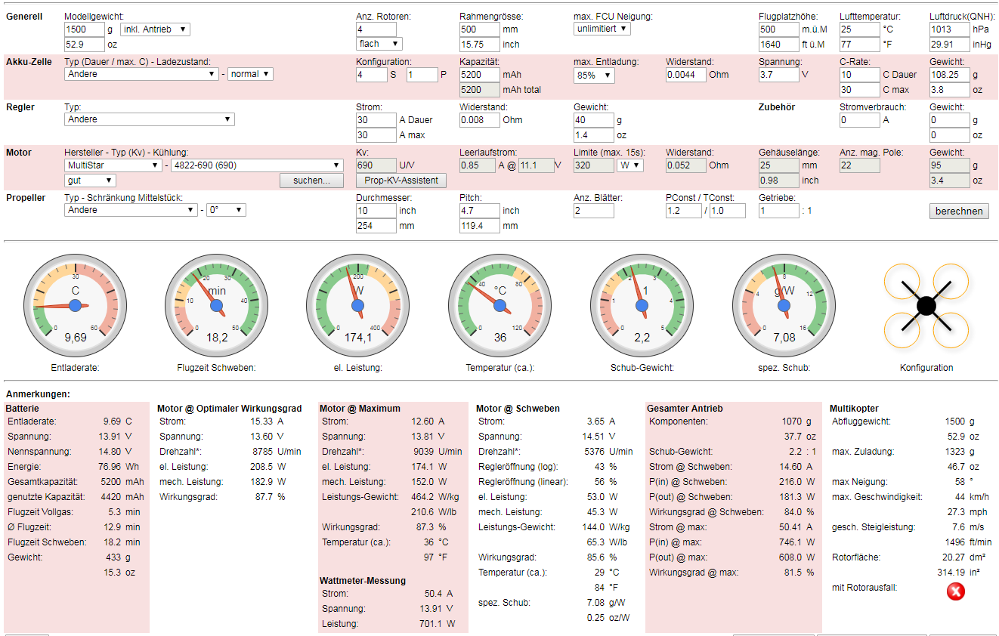 Generell Modellgewicht: Anz. Rotoren: Rahmengrösse: max. FCU Neigung: Flugplatzhöhe: Lufttemperatur: Luftdruck(QNH):
1500 g inkl. Antrieb 4 500 mm unlimitiert 500 m.ü.M 25 °C 1013 hPa
52.9 oz flach 15.75 inch 1640 ft ü.M 77 °F 29.91 inHg
Akku-Zelle Typ (Dauer / max. C) - Ladezustand: Konfiguration: Kapazität: max. Entladung: Widerstand: Spannung: C-Rate: Gewicht:
Andere - normal 4 S 1 P 5200 mAh 85% 0.0044 Ohm 3.7 V 10 C Dauer 108.25 g
5200 mAh total 30 C max 3.8 oz
Regler Typ: Strom: Widerstand: Gewicht: Zubehör Stromverbrauch: Gewicht:
Andere 30 A Dauer 0.008 Ohm 40 g 0 A 0 g
30 A max 1.4 oz 0 oz
Motor Hersteller - Typ (Kv) - Kühlung: Kv: Leerlaufstrom: Limite (max. 15s): Widerstand: Gehäuselänge: Anz. mag. Pole: Gewicht:
MultiStar - 4822-690 (690) 690 U/V 0.85 A @ 11.1 V 320 W 0.052 Ohm 25 mm 22 95 g
gut suchen... Prop-KV-Assistent 0.98 inch 3.4 oz
Propeller Typ - Schränkung Mittelstück: Durchmesser: Pitch: Anz. Blätter: PConst / TConst: Getriebe:
Andere - 0° 10 inch 4.7 inch 2 1.2 / 1.0 1 : 1 berechnen
254 mm 119.4 mm
0 30 60 C 9,69
0 10 20 30 40 50 min 18,2
0 200 400 W 174,1
0 40 80 120 °C 36
0 1 2 3 4 5 1 2,2
0 4 8 12 16 g/W 7,08
Entladerate: Flugzeit Schweben: el. Leistung: Temperatur (ca.): Schub-Gewicht: spez. Schub: Konfiguration
Anmerkungen:
Batterie
Entladerate: 9.69 C
Spannung: 13.91 V
Nennspannung: 14.80 V
Energie: 76.96 Wh
Gesamtkapazität: 5200 mAh
genutzte Kapazität: 4420 mAh
Flugzeit Vollgas: 5.3 min
Ø Flugzeit: 12.9 min
Flugzeit Schweben: 18.2 min
Gewicht: 433 g
15.3 oz
Motor @ Optimaler Wirkungsgrad
Strom: 15.33 A
Spannung: 13.60 V
Drehzahl*: 8785 U/min
el. Leistung: 208.5 W
mech. Leistung: 182.9 W
Wirkungsgrad: 87.7 %
Motor @ Maximum
Strom: 12.60 A
Spannung: 13.81 V
Drehzahl*: 9039 U/min
el. Leistung: 174.1 W
mech. Leistung: 152.0 W
Leistungs-Gewicht: 464.2 W/kg
210.6 W/lb
Wirkungsgrad: 87.3 %
Temperatur (ca.): 36 °C
97 °F
Wattmeter-Messung
Strom: 50.4 A
Spannung: 13.91 V
Leistung: 701.1 W
Motor @ Schweben
Strom: 3.65 A
Spannung: 14.51 V
Drehzahl*: 5376 U/min
Regleröffnung (log): 43 %
Regleröffnung (linear): 56 %
el. Leistung: 53.0 W
mech. Leistung: 45.3 W
Leistungs-Gewicht: 144.0 W/kg
65.3 W/lb
Wirkungsgrad: 85.6 %
Temperatur (ca.): 29 °C
84 °F
spez. Schub: 7.08 g/W
0.25 oz/W
Gesamter Antrieb
Komponenten: 1070 g
37.7 oz
Schub-Gewicht: 2.2 : 1
Strom @ Schweben: 14.60 A
P(in) @ Schweben: 216.0 W
P(out) @ Schweben: 181.3 W
Wirkungsgrad @ Schweben: 84.0 %
Strom @ max: 50.41 A
P(in) @ max: 746.1 W
P(out) @ max: 608.0 W
Wirkungsgrad @ max: 81.5 %
Multikopter
Abfluggewicht: 1500 g
52.9 oz
max. Zuladung: 1323 g
46.7 oz
max Neigung: 58 °
max. Geschwindigkeit: 44 km/h
27.3 mph
gesch. Steigleistung: 7.6 m/s
1496 ft/min
Rotorfläche: 20.27 dm²
314.19 in²
mit Rotorausfall: